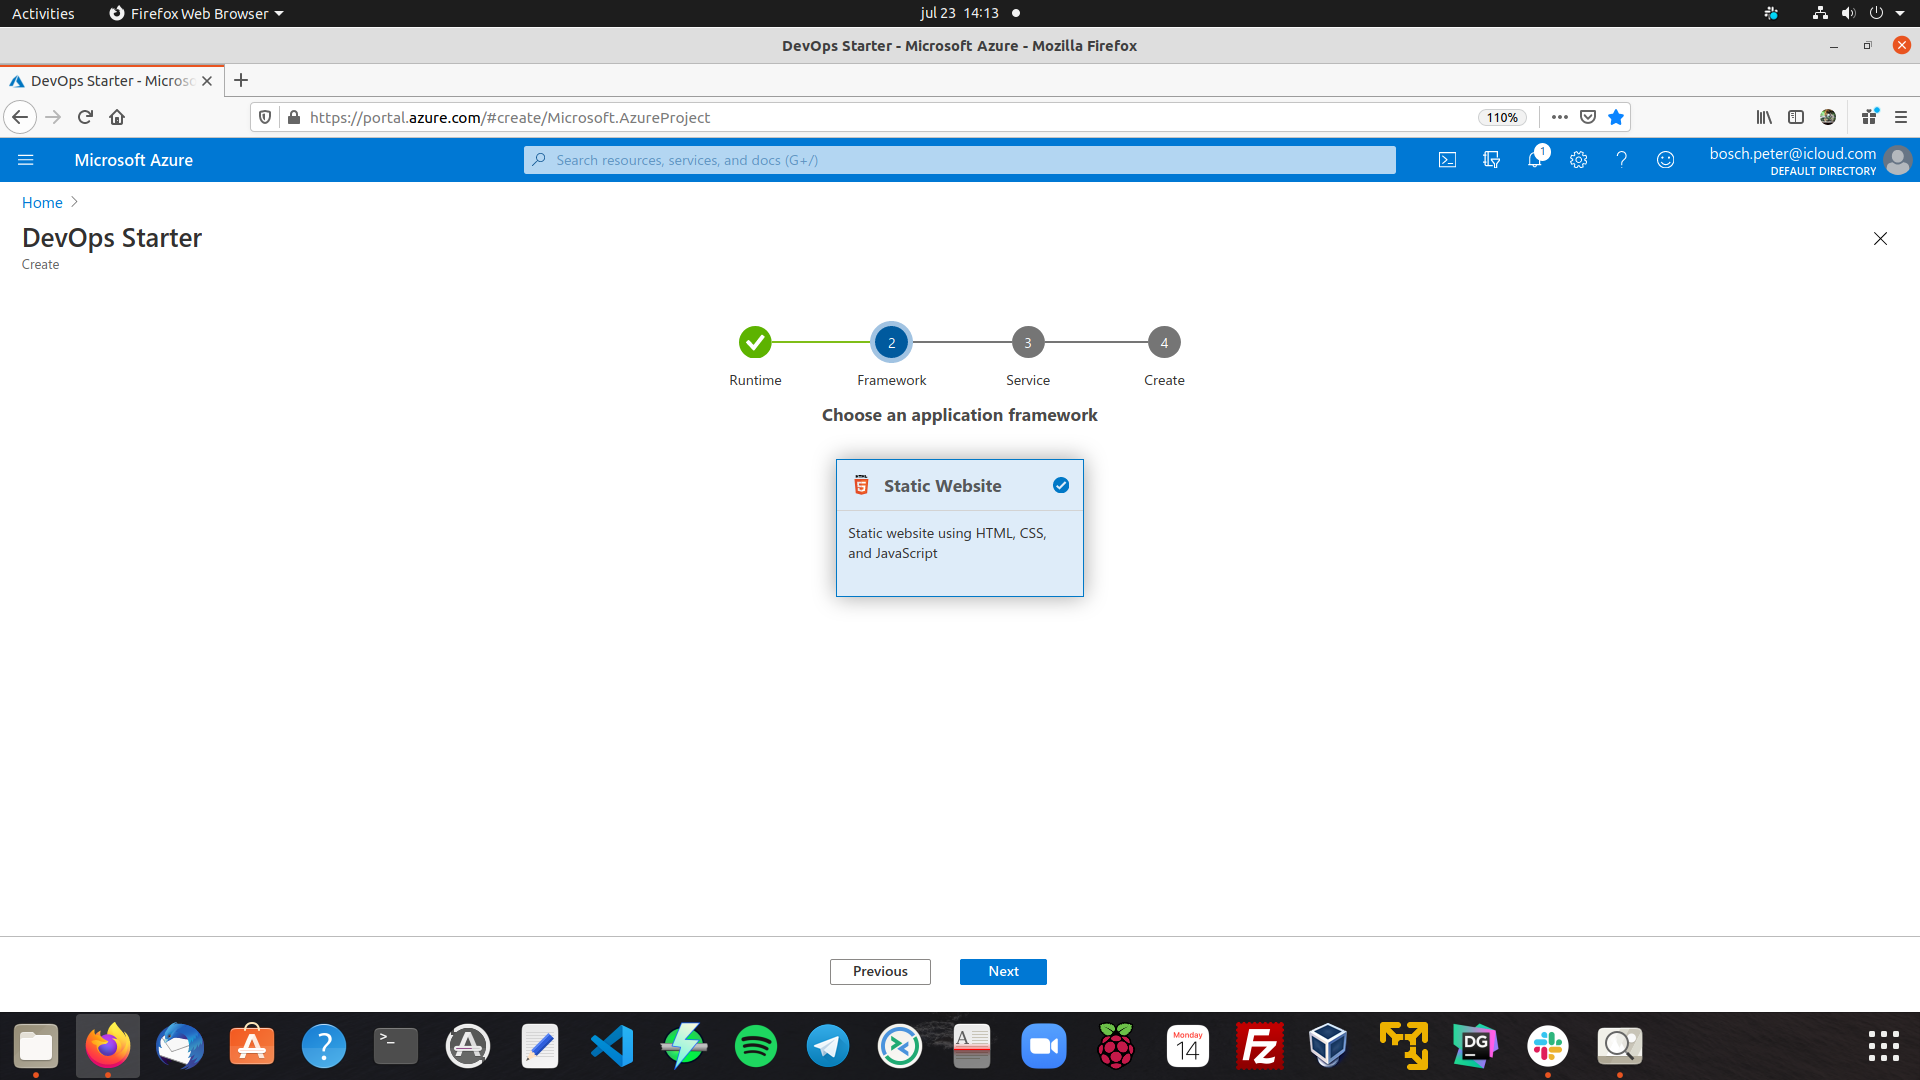 Activities
Firefox Web Browser
jul 23 14:13
DevOps Starter - Microsoft Azure - Mozilla Firefox
DevOps Starter - Micros
https://portal.azure.com/#create/Microsoft.AzureProject
110%
Microsoft Azure
Search resources, services, and docs (G+/)
1
bosch.peter@icloud.com
DEFAULT DIRECTORY
Home
DevOps Starter
Create
2
3
4
Runtime
Framework
Service
Create
Choose an application framework
Static Website
Static website using HTML, CSS,
and JavaScript
Previous
Next
Monday
14
DG
Fz